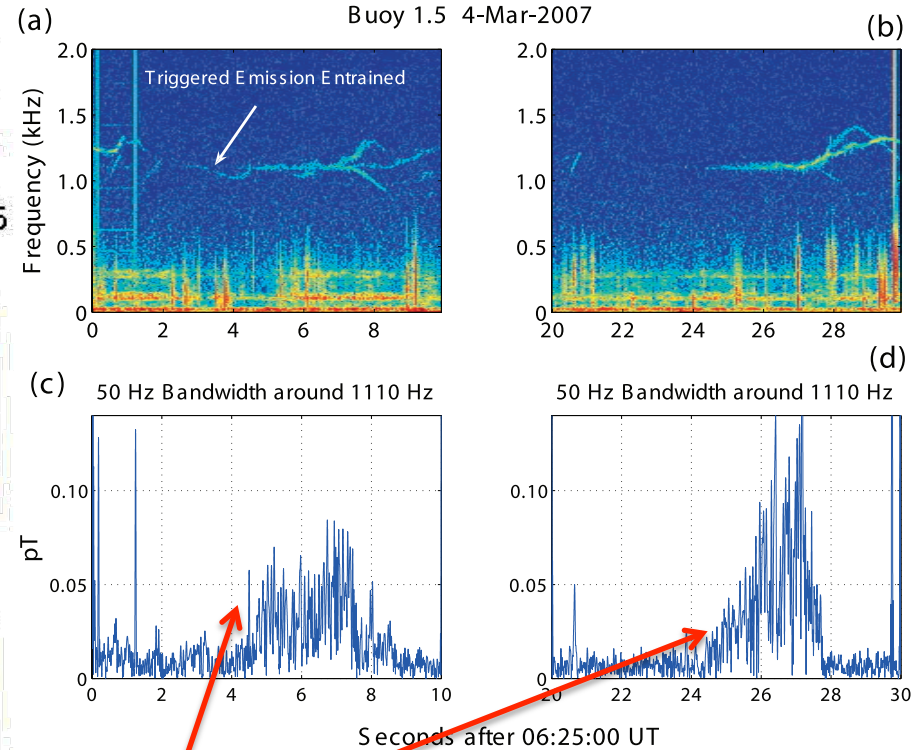 Buoy 1.5 4-Mar-2007
(a)
(b)
Triggered Emission Entrained
Frequency (kHz)
2.0
1.5
1.0
0.5
0
0 2 4 6 8
2.0
1.5
1.0
0.5
0
20 22 24 26 28
(c)
(d)
50 Hz Bandwidth around 1110 Hz
50 Hz Bandwidth around 1110 Hz
pT
0.10
0.05
0
0 2 4 6 8 10
0.10
0.05
0
20 22 24 26 28 30
Seconds after 06:25:00 UT